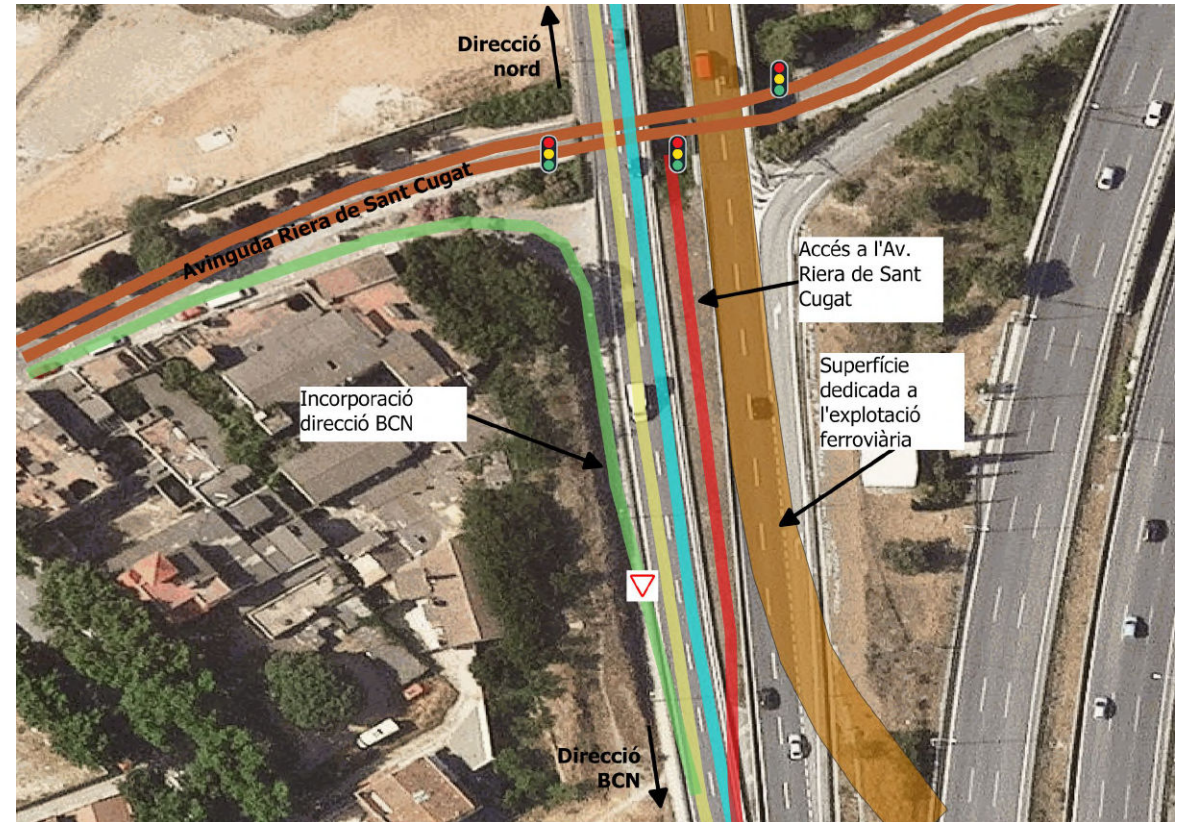 Direcció
nord
Avinguda Riera de Sant Cugat
Accés a l'Av.
Riera de Sant
Cugat
Superfície
dedicada a
l'explotació
ferroviària
Incorporació
direcció BCN
Direcció
BCN